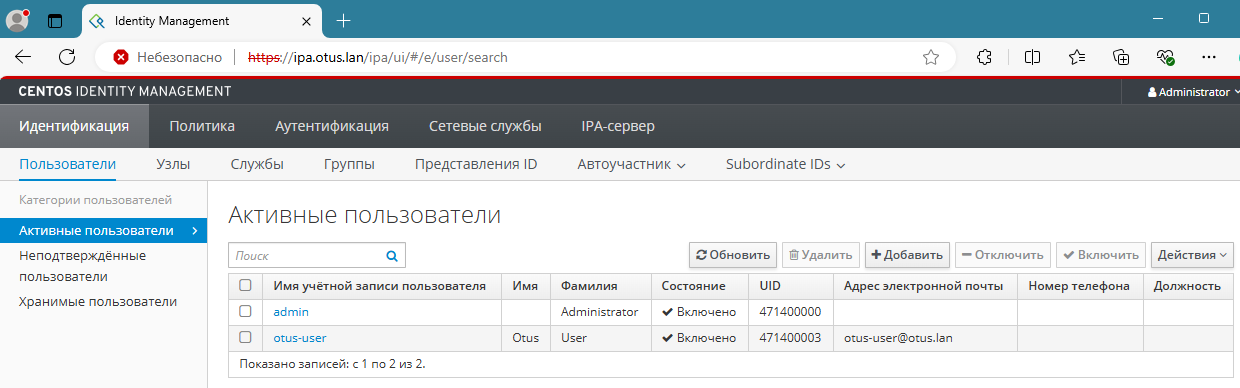 Identity Management
Небезопасно https://ipa.otus.lan/ipa/ui/#/e/user/search
CENTOS IDENTITY MANAGEMENT Administrator
Идентификация Политика Аутентификация Сетевые службы IPA-сервер
Пользователи Узлы Службы Группы Представления ID Автоучастник Subordinate IDs
Категории пользователей
Активные пользователи
Неподтверждённые
пользователи
Хранимые пользователи
Активные пользователи
Поиск Обновить Удалить Добавить Отключить Включить Действия
Имя учётной записи пользователя Имя Фамилия Состояние UID Адрес электронной почты Номер телефона Должность
admin Administrator Включено 471400000
otus-user Otus User Включено 471400003 otus-user@otus.lan
Показано записей: с 1 по 2 из 2.